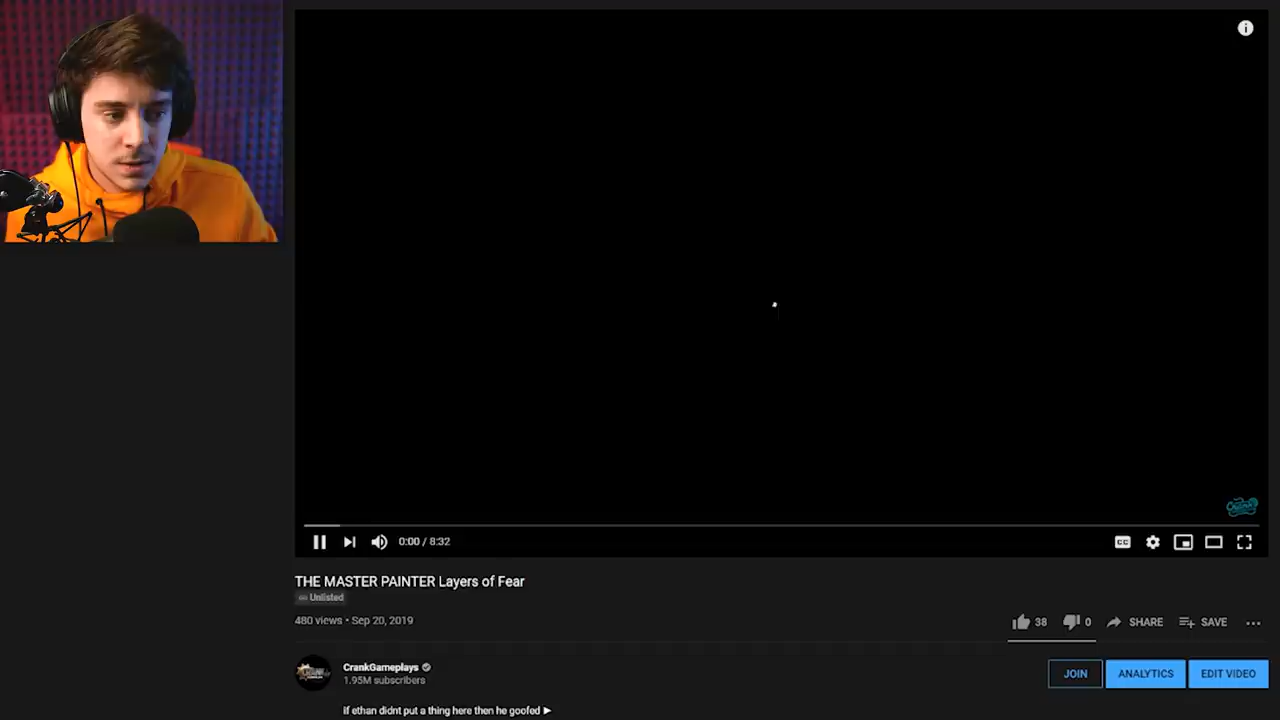 0:00 / 8:32
CC
THE MASTER PAINTER Layers of Fear
Unlisted
480 views • Sep 20, 2019
38
0
SHARE
SAVE
CrankGameplays
1.95M subscribers
JOIN
ANALYTICS
EDIT VIDEO
if ethan didnt put a thing here then he goofed